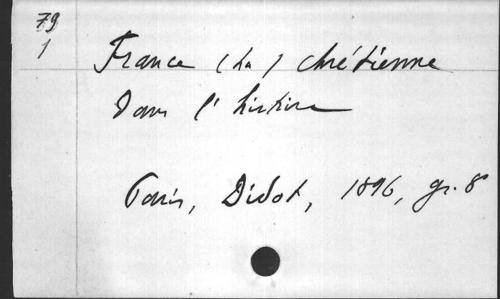 79
1
France (La) chrétienne
dans l'histoire
Paris, Didot, 1896, gr. 8°